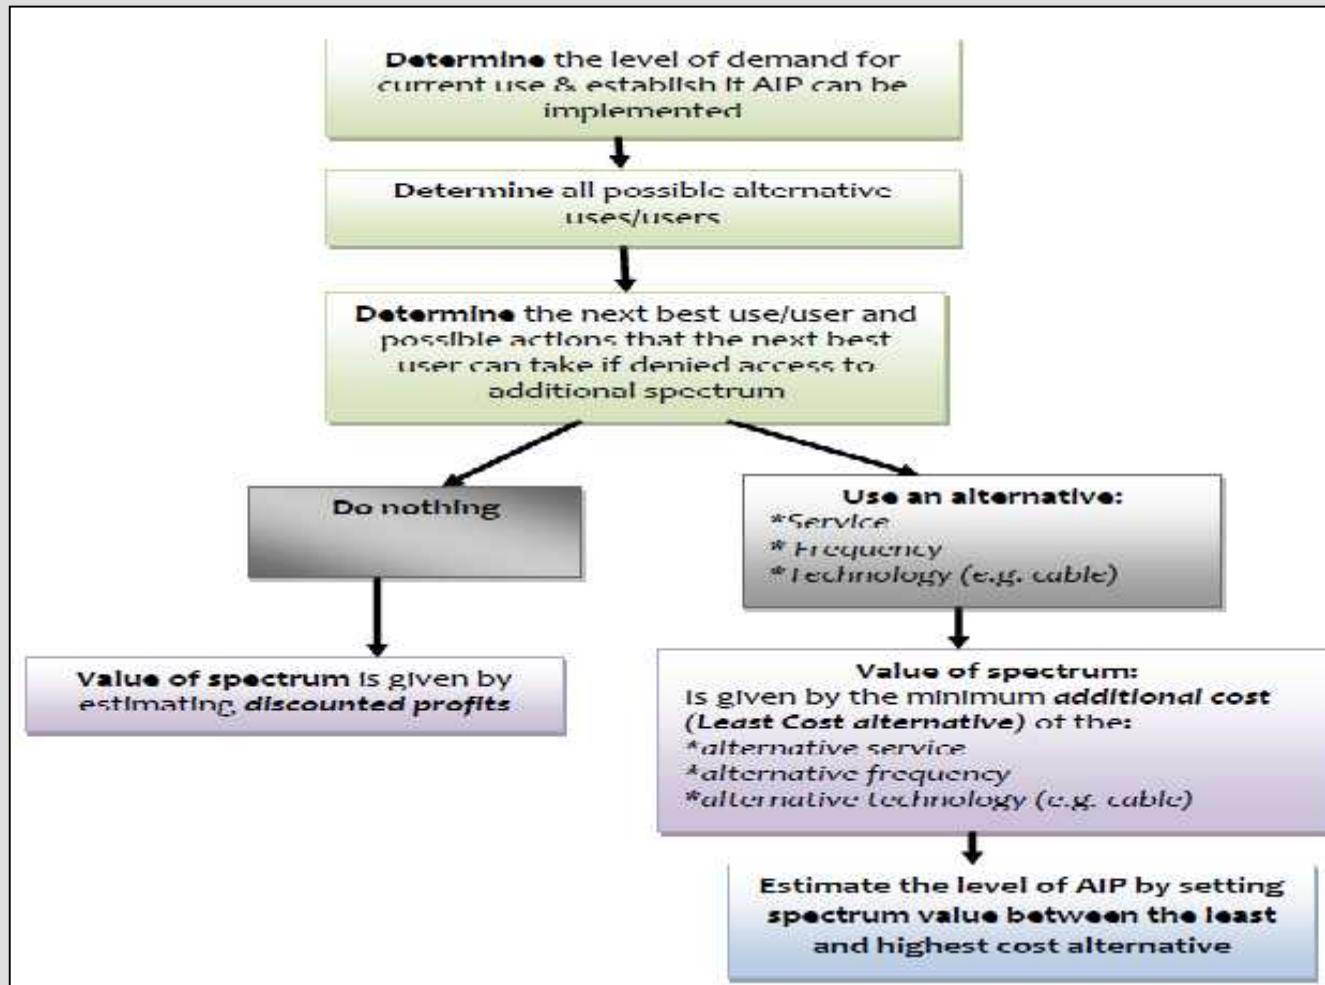 Determine the level of demand for
current use & establish if AIP can be
implemented
Determine all possible alternative
uses/users
Determine the next best use/user and
possible actions that the next best
user can take if denied access to
additional spectrum
Do nothing
Use an alternative:
*Service
* Frequency
*Technology (e.g. cable)
Value of spectrum is given by
estimating discounted profits
Value of spectrum:
is given by the minimum additional cost
(Least Cost alternative) of the:
*alternative service
*alternative frequency
*alternative technology (e.g. cable)
Estimate the level of AIP by setting
spectrum value between the least
and highest cost alternative